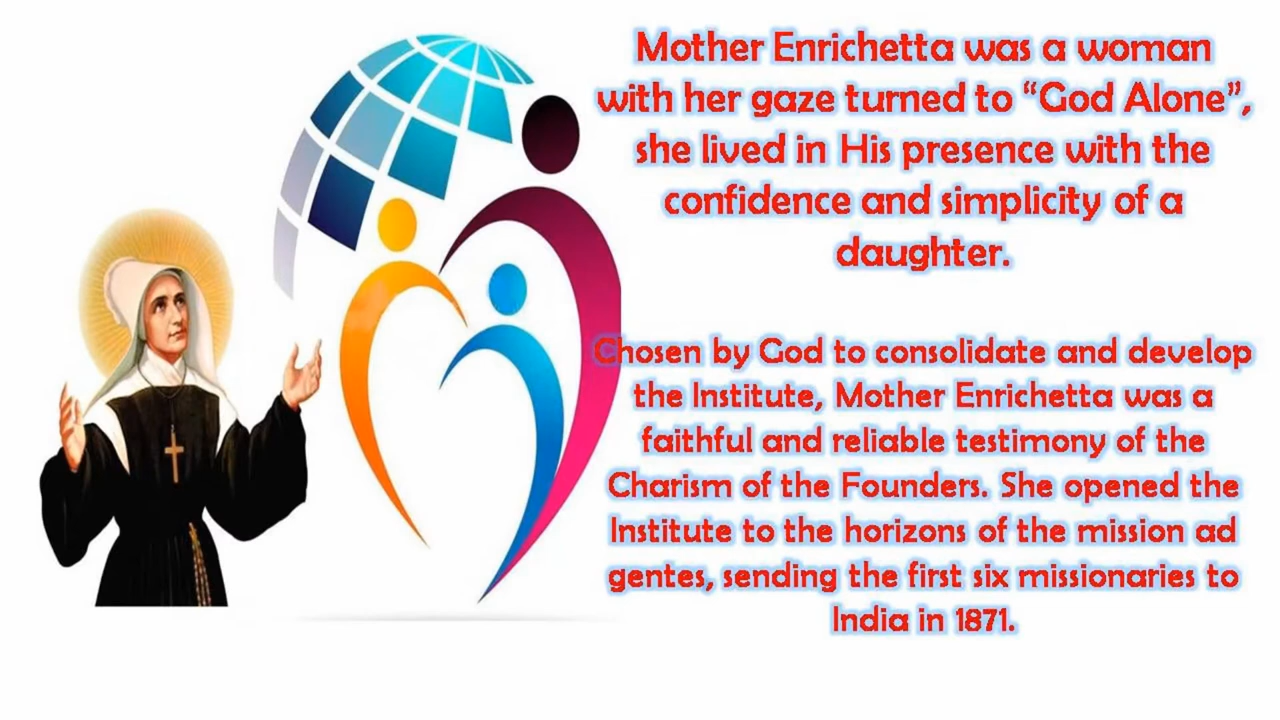 Mother Enrichetta was a woman
with her gaze turned to “God Alone”,
she lived in His presence with the
confidence and simplicity of a
daughter.
Chosen by God to consolidate and develop
the Institute, Mother Enrichetta was a
faithful and reliable testimony of the
Charism of the Founders. She opened the
Institute to the horizons of the mission ad
gentes, sending the first six missionaries to
India in 1871.